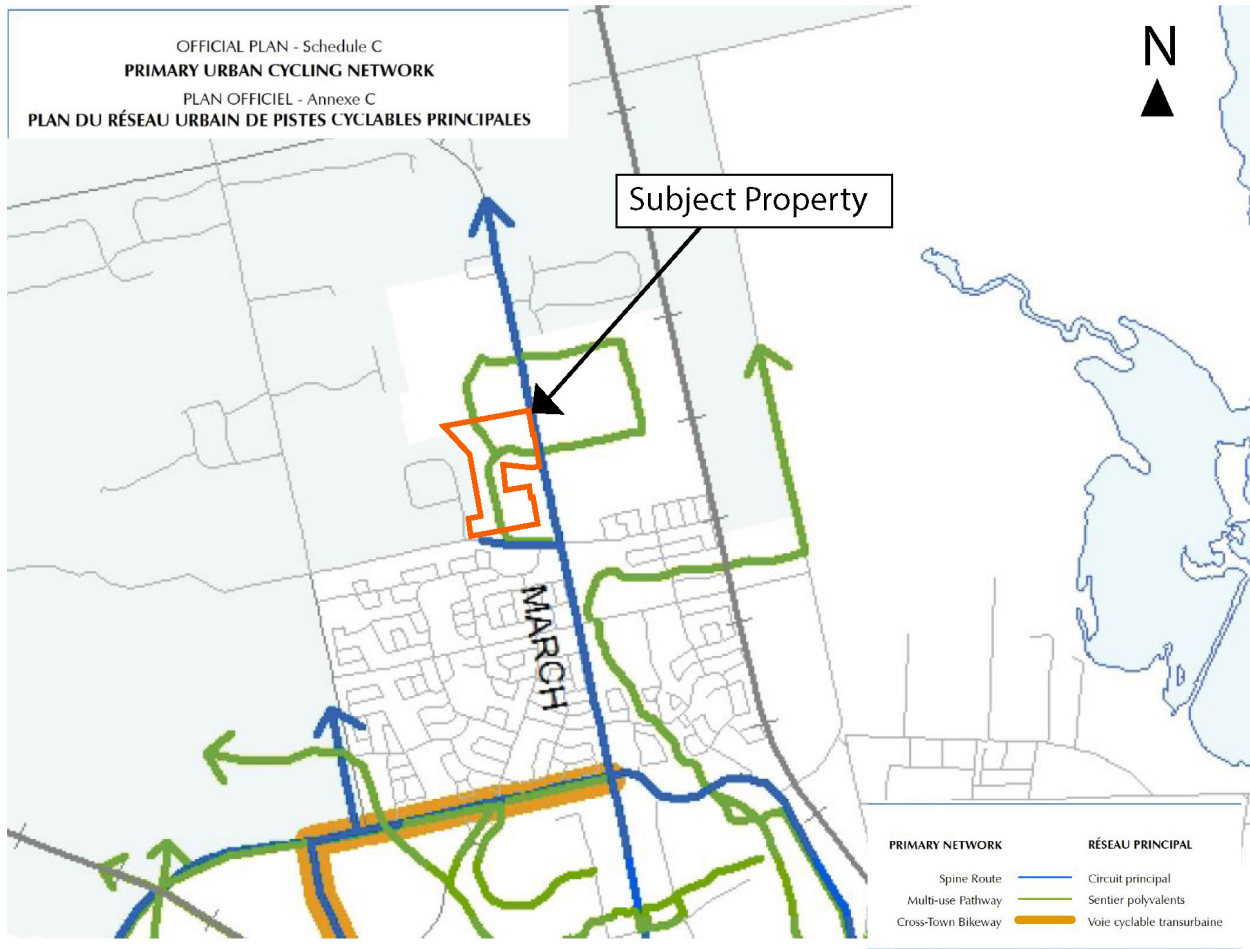 OFFICIAL PLAN - Schedule C
PRIMARY URBAN CYCLING NETWORK
PLAN OFFICIEL - Annexe C
PLAN DU RÉSEAU URBAIN DE PISTES CYCLABLES PRINCIPALES
N
Subject Property
MARCH
PRIMARY NETWORK RÉSEAU PRINCIPAL
Spine Route Circuit principal
Multi-use Pathway Sentier polyvalents
Cross-Town Bikeway Voie cyclable transurbaine